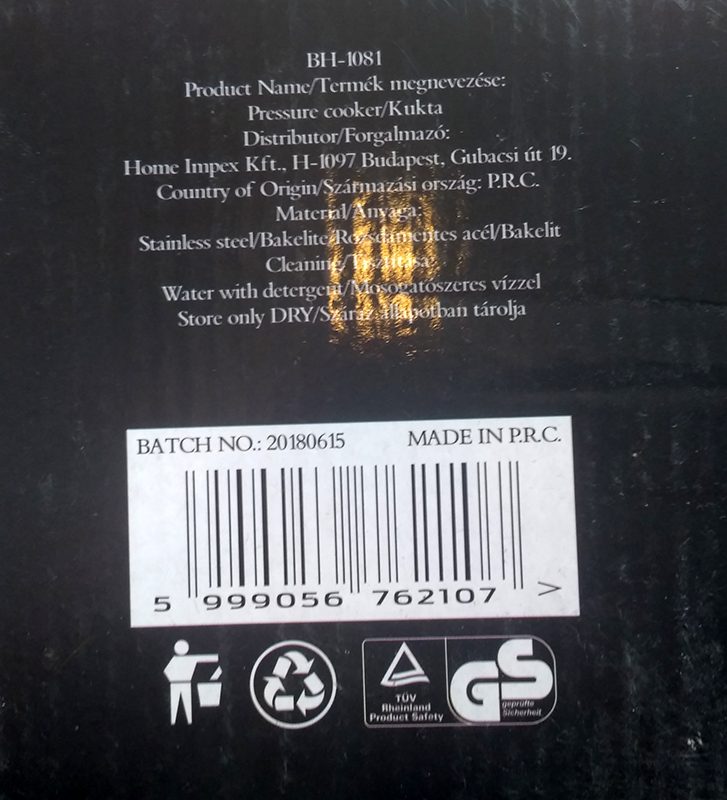 BH-1081
Product Name/Termék megnevezése:
Pressure cooker/Kukta
Distributor/Forgalmazó:
Home Impex Kft., H-1097 Budapest, Gubacsi út 19.
Country of Origin/Származási ország: P.R.C.
Material/Anyaga:
Stainless steel/Bakelite/Rozsdamentes acél/Bakelit
Cleaning/Tisztítása:
Water with detergent/Mosogatószeres vízzel
Store only DRY/Száraz állapotban tárolja
BATCH NO.: 20180615 MADE IN P.R.C.
5 999056 762107 >
TÜV
Rheinland
Product Safety
GS
geprüfte
Sicherheit